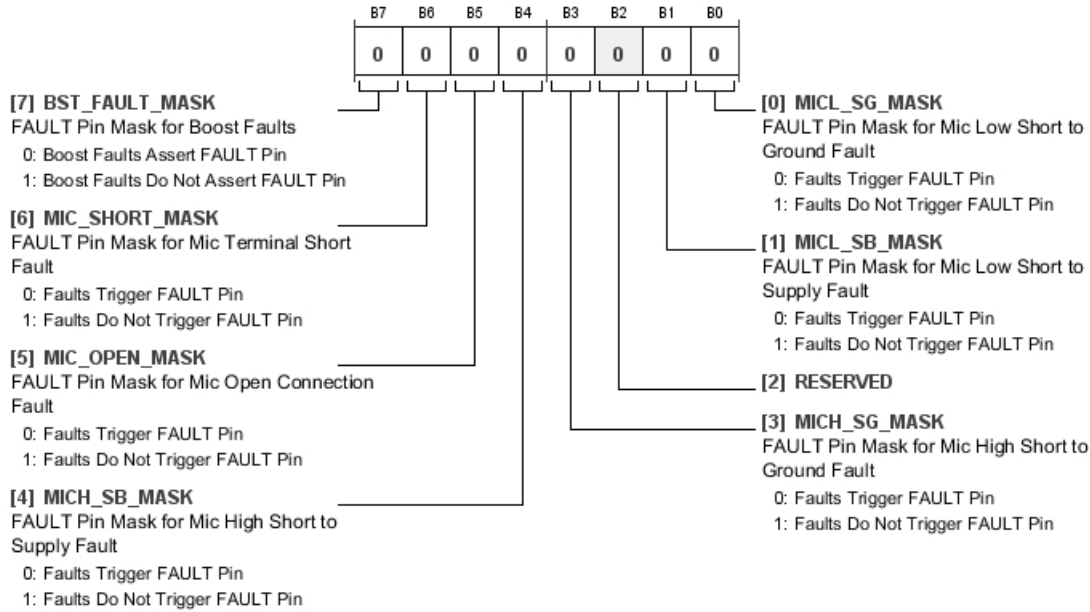 B7 B6 B5 B4 B3 B2 B1 B0
0 0 0 0 0 0 0 0
[7] BST_FAULT_MASK
FAULT Pin Mask for Boost Faults
0: Boost Faults Assert FAULT Pin
1: Boost Faults Do Not Assert FAULT Pin
[6] MIC_SHORT_MASK
FAULT Pin Mask for Mic Terminal Short
Fault
0: Faults Trigger FAULT Pin
1: Faults Do Not Trigger FAULT Pin
[5] MIC_OPEN_MASK
FAULT Pin Mask for Mic Open Connection
Fault
0: Faults Trigger FAULT Pin
1: Faults Do Not Trigger FAULT Pin
[4] MICH_SB_MASK
FAULT Pin Mask for Mic High Short to
Supply Fault
0: Faults Trigger FAULT Pin
1: Faults Do Not Trigger FAULT Pin
[0] MICL_SG_MASK
FAULT Pin Mask for Mic Low Short to
Ground Fault
0: Faults Trigger FAULT Pin
1: Faults Do Not Trigger FAULT Pin
[1] MICL_SB_MASK
FAULT Pin Mask for Mic Low Short to
Supply Fault
0: Faults Trigger FAULT Pin
1: Faults Do Not Trigger FAULT Pin
[2] RESERVED
[3] MICH_SG_MASK
FAULT Pin Mask for Mic High Short to
Ground Fault
0: Faults Trigger FAULT Pin
1: Faults Do Not Trigger FAULT Pin